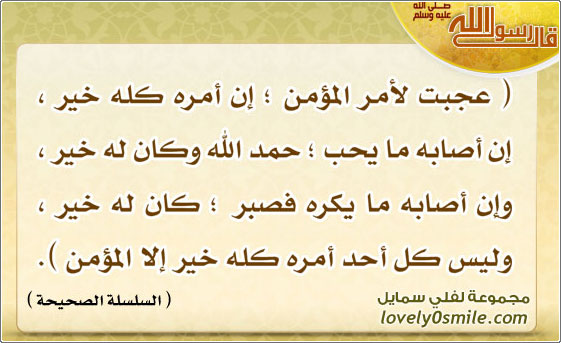 قال رسول الله
صلى الله
عليه وسلم
( عجبت لأمر المؤمن ؛ إن أمره كله خير ،
إن أصابه ما يحب ؛ حمد الله وكان له خير ،
وإن أصابه ما يكره فصبر ؛ كان له خير ،
وليس كل أحد أمره كله خير إلا المؤمن ).
( السلسلة الصحيحة )
مجموعة لفلي سمايل
lovely0smile.com